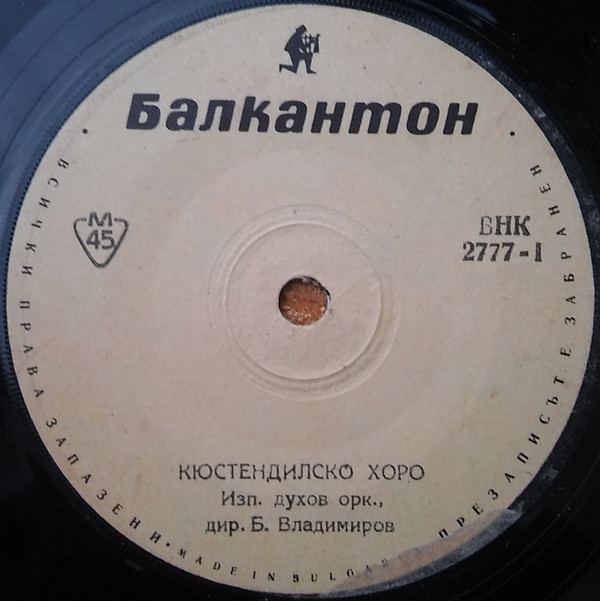 Балкантон
М
45
ВНК
2777-1
КЮСТЕНДИЛСКО ХОРО
Изп. духов орк.,
дир. Б. Владимиров
• ВСИЧКИ ПРАВА ЗАПАЗЕНИ • MADE IN BULGA
ПРЕЗАПИСЪТ Е ЗАБРАНЕН •